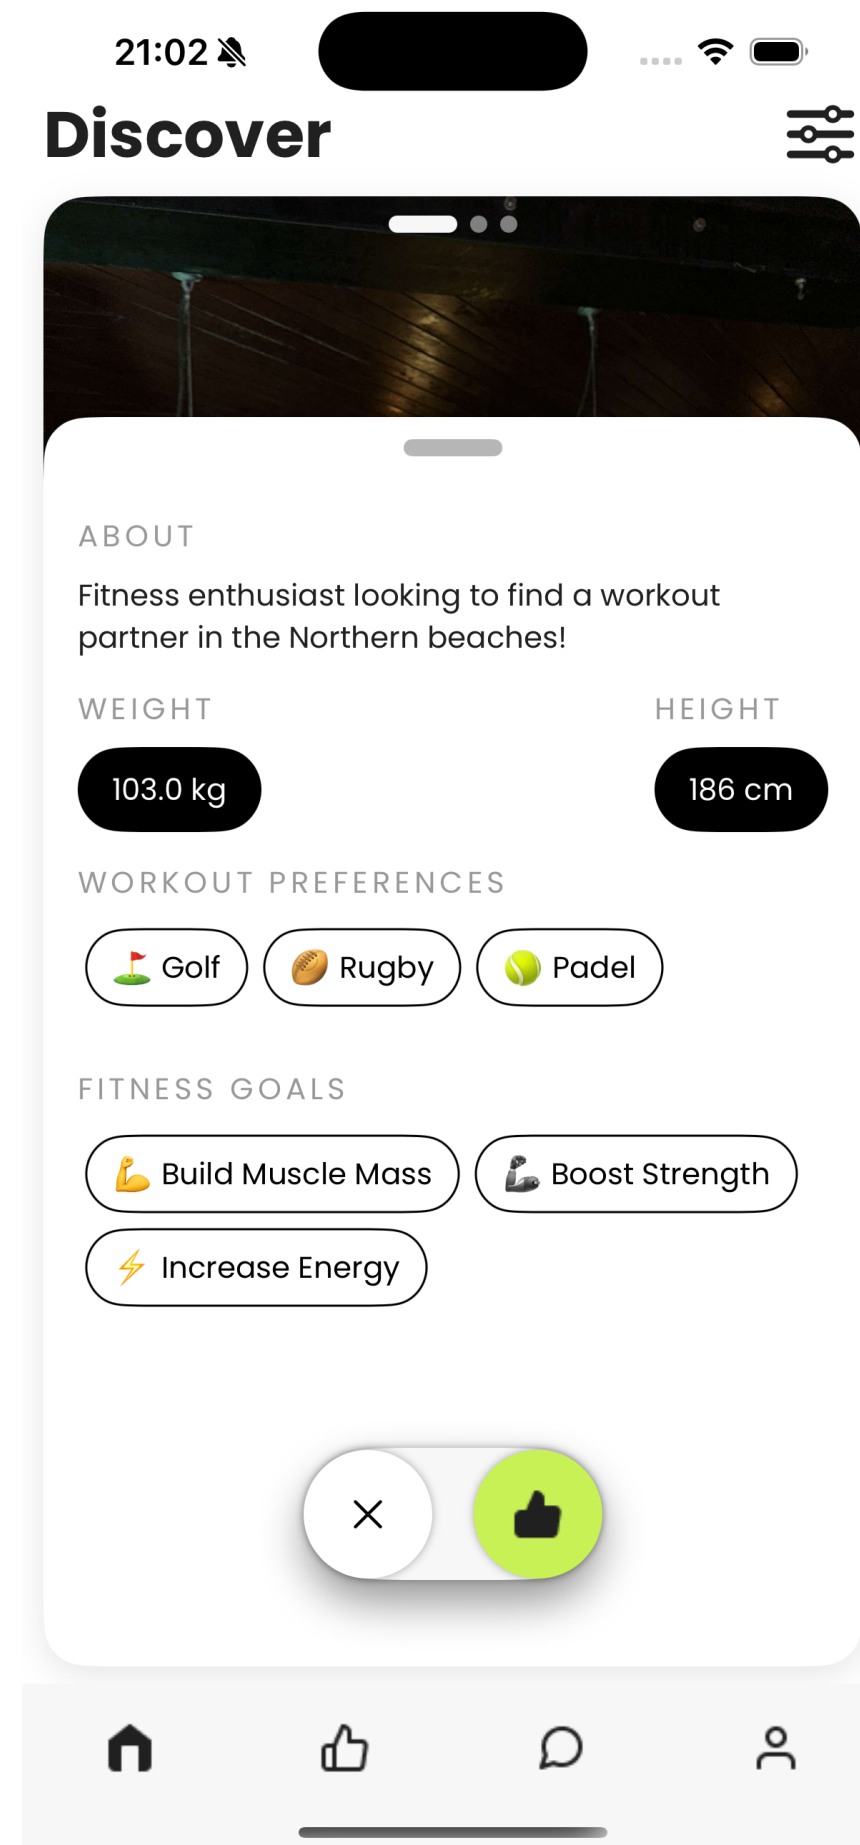 21:02
Discover
ABOUT
Fitness enthusiast looking to find a workout
partner in the Northern beaches!
WEIGHT HEIGHT
103.0 kg 186 cm
WORKOUT PREFERENCES
Golf Rugby Padel
FITNESS GOALS
Build Muscle Mass Boost Strength
Increase Energy